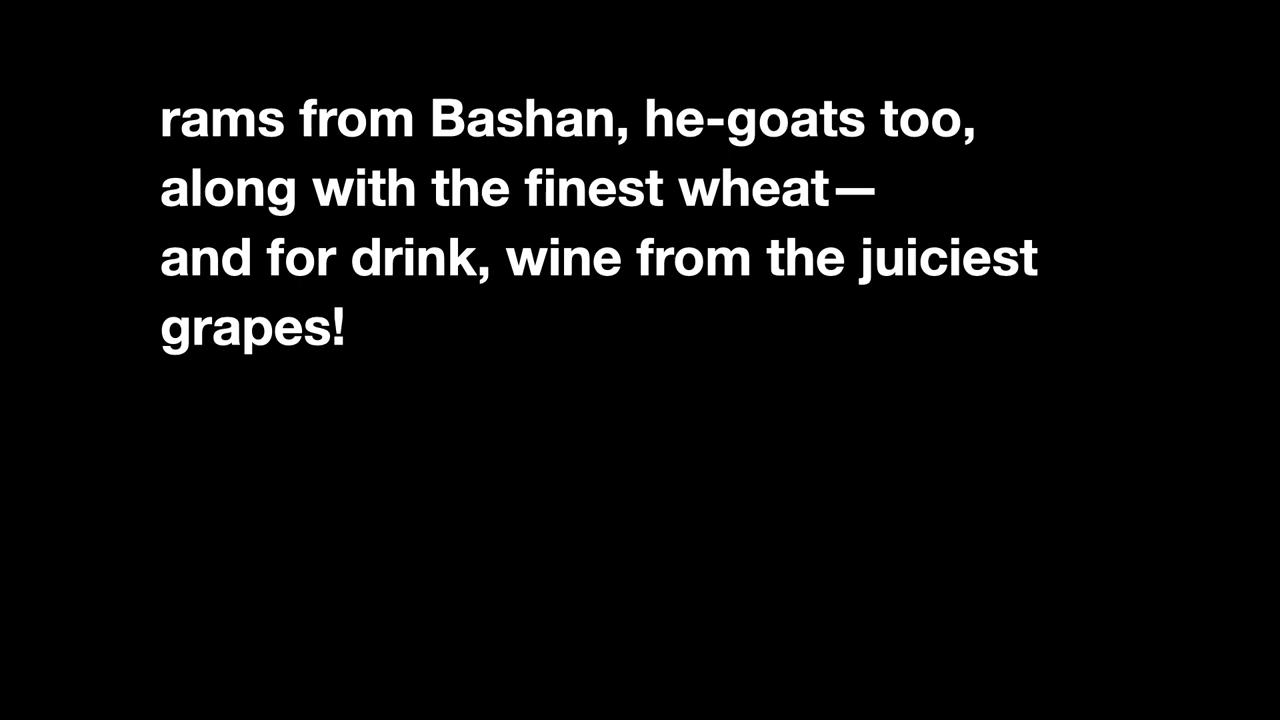 rams from Bashan, he-goats too,
along with the finest wheat—
and for drink, wine from the juiciest
grapes!